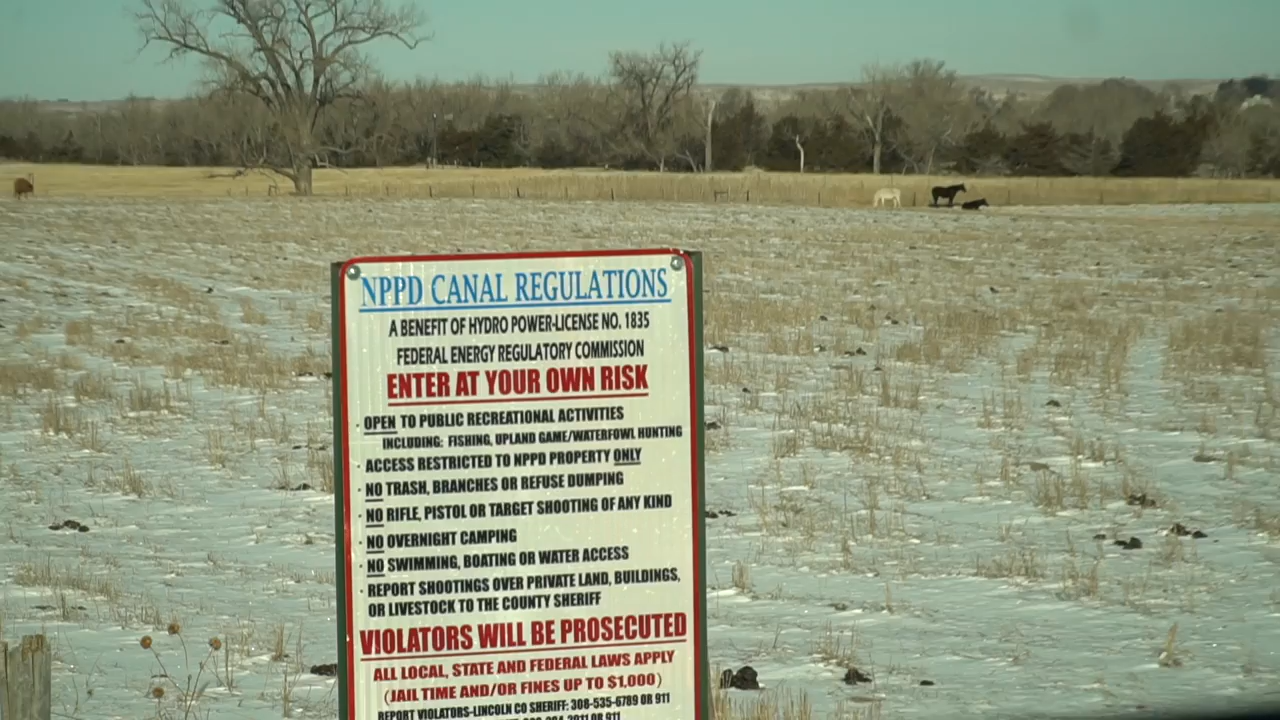 NPPD CANAL REGULATIONS
A BENEFIT OF HYDRO POWER-LICENSE NO. 1835
FEDERAL ENERGY REGULATORY COMMISSION
ENTER AT YOUR OWN RISK
· OPEN TO PUBLIC RECREATIONAL ACTIVITIES
INCLUDING: FISHING, UPLAND GAME/WATERFOWL HUNTING
· ACCESS RESTRICTED TO NPPD PROPERTY ONLY
· NO TRASH, BRANCHES OR REFUSE DUMPING
· NO RIFLE, PISTOL OR TARGET SHOOTING OF ANY KIND
· NO OVERNIGHT CAMPING
· NO SWIMMING, BOATING OR WATER ACCESS
· REPORT SHOOTINGS OVER PRIVATE LAND, BUILDINGS,
OR LIVESTOCK TO THE COUNTY SHERIFF
VIOLATORS WILL BE PROSECUTED
ALL LOCAL, STATE AND FEDERAL LAWS APPLY
(JAIL TIME AND/OR FINES UP TO $1,000)
REPORT VIOLATORS-LINCOLN CO SHERIFF: 308-535-6789 OR 911
OR 911